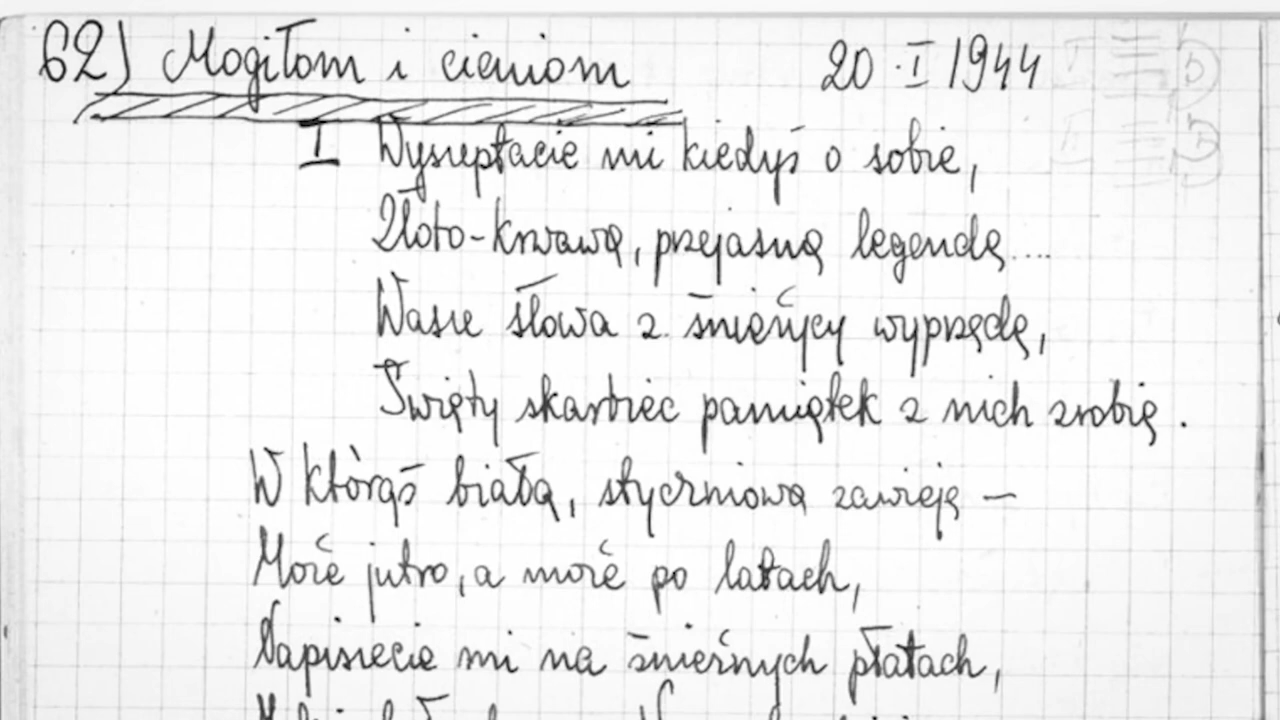 62) Mogiłom i cieniom 20.I 1944
I Wyszeptacie mi kiedyś o sobie,
Złoto-krwawą, przejasną legendę....
Wasze słowa z śnieżycy wyprzędę,
Święty skarbiec pamiątek z nich zrobię.
W którąś białą, styczniową zawieję –
Może jutro, a może po latach,
Napiszecie mi na śnieżnych płatach,